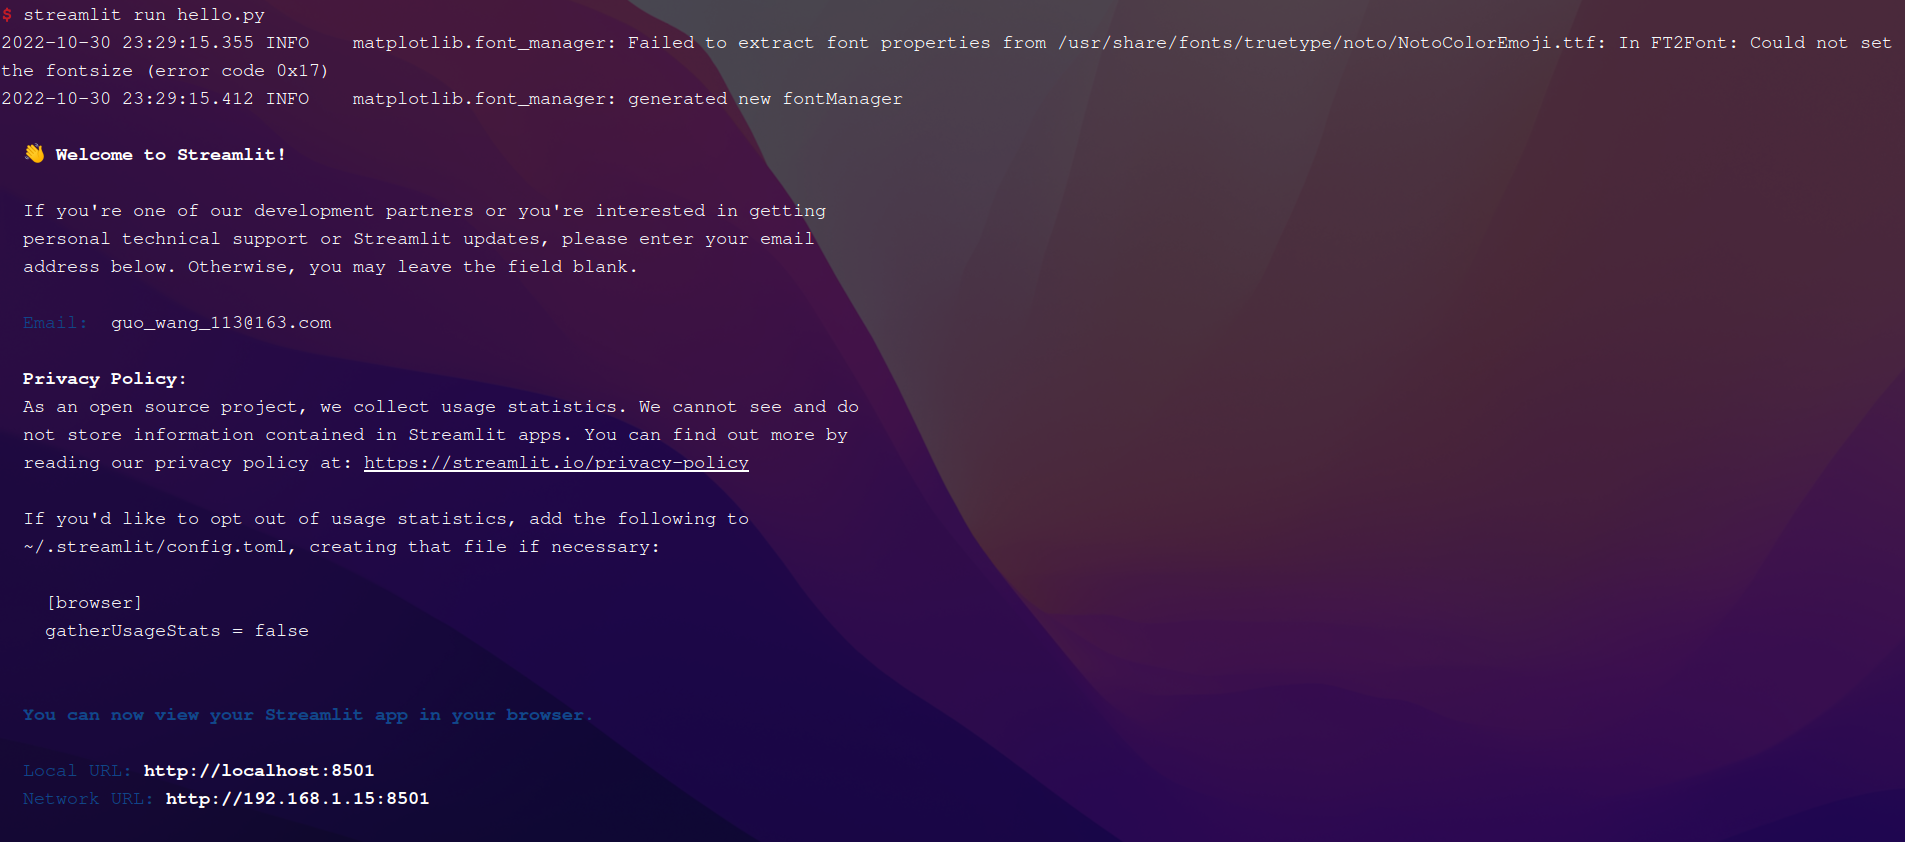 $ streamlit run hello.py
2022-10-30 23:29:15.355 INFO    matplotlib.font_manager: Failed to extract font properties from /usr/share/fonts/truetype/noto/NotoColorEmoji.ttf: In FT2Font: Could not set
the fontsize (error code 0x17)
2022-10-30 23:29:15.412 INFO    matplotlib.font_manager: generated new fontManager
👋 Welcome to Streamlit!
If you're one of our development partners or you're interested in getting
personal technical support or Streamlit updates, please enter your email
address below. Otherwise, you may leave the field blank.
Email:  guo_wang_113@163.com
Privacy Policy:
As an open source project, we collect usage statistics. We cannot see and do
not store information contained in Streamlit apps. You can find out more by
reading our privacy policy at: https://streamlit.io/privacy-policy
If you'd like to opt out of usage statistics, add the following to
~/.streamlit/config.toml, creating that file if necessary:
[browser]
gatherUsageStats = false
You can now view your Streamlit app in your browser.
Local URL: http://localhost:8501
Network URL: http://192.168.1.15:8501